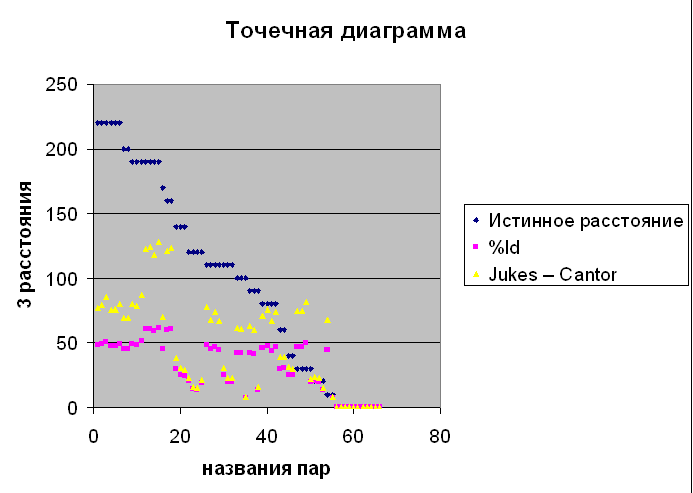 Точечная диаграмма
250
200
150
100
50
0
0 20 40 60 80
3 расстояния
названия пар
Истинное расстояние
%Id
Jukes – Cantor